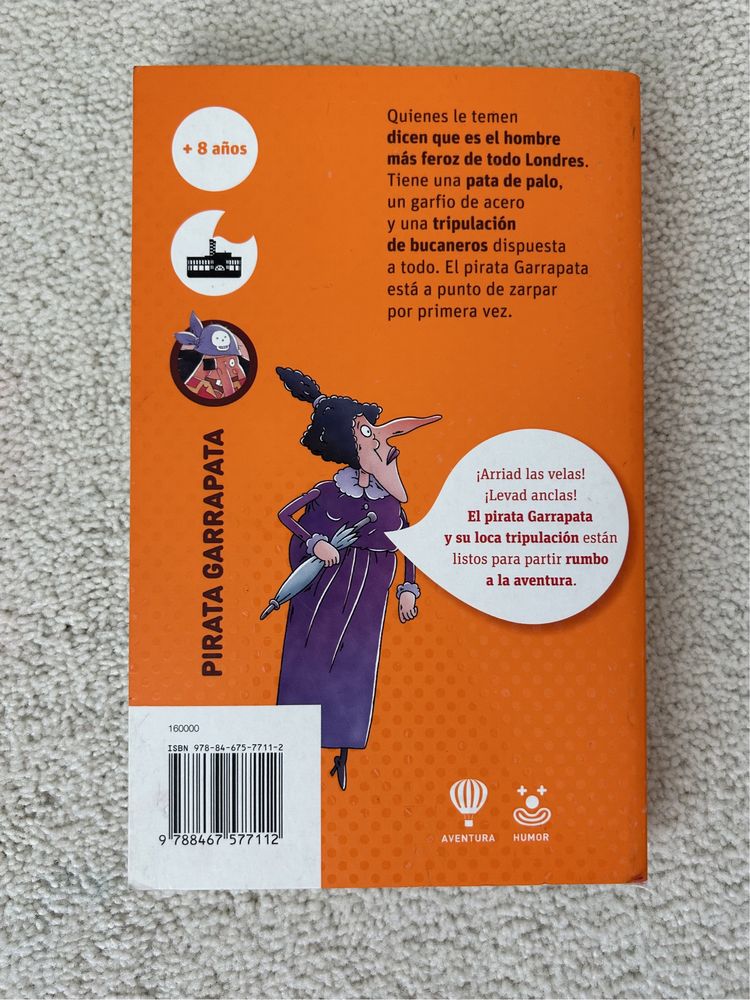 + 8 años
Quienes le temen
dicen que es el hombre
más feroz de todo Londres.
Tiene una pata de palo,
un garfio de acero
y una tripulación
de bucaneros dispuesta
a todo. El pirata Garrapata
está a punto de zarpar
por primera vez.
PIRATA GARRAPATA
¡Arriad las velas!
¡Levad anclas!
El pirata Garrapata
y su loca tripulación están
listos para partir rumbo
a la aventura.
160000
ISBN 978-84-675-7711-2
9 788467 577112
AVENTURA
HUMOR